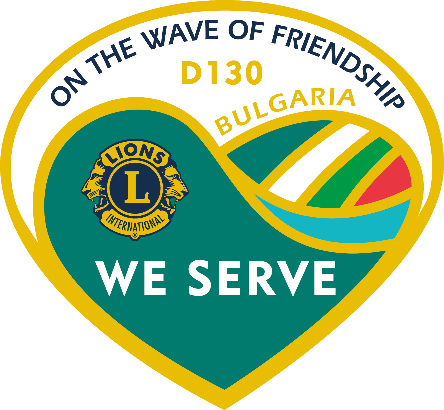 ON THE WAVE OF FRIENDSHIP
D130
BULGARIA
LIONS
L
INTERNATIONAL
®
WE SERVE